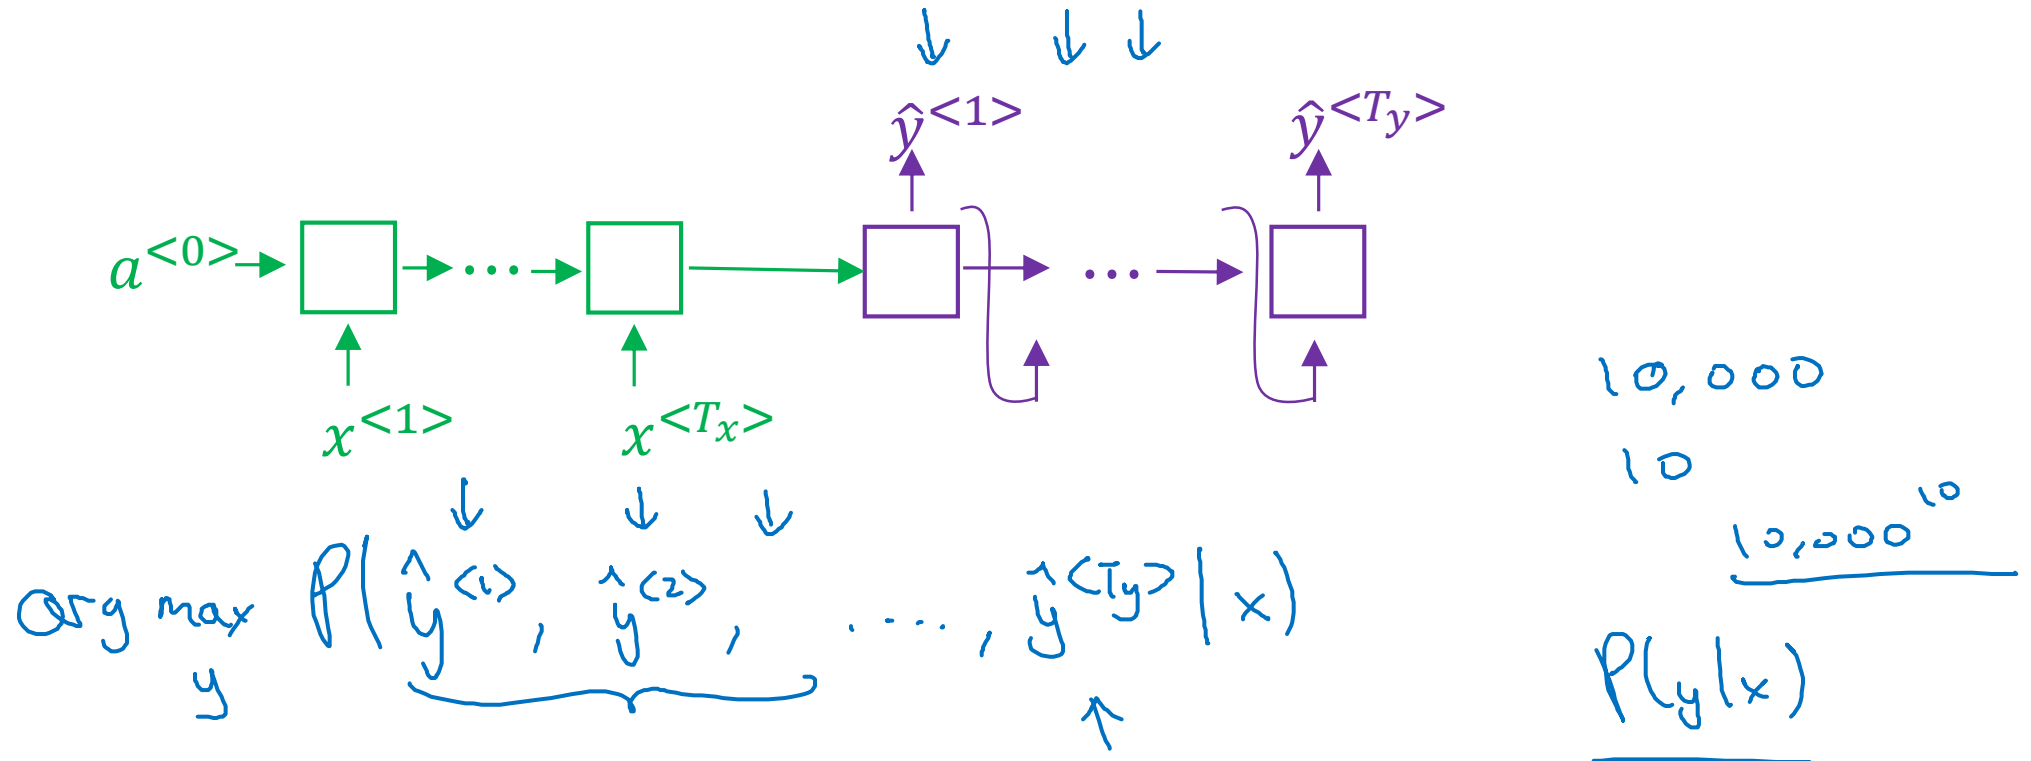 ŷ<1> ŷ<Ty>
a<0> ... ...
x<1> x<Tx>
10,000
10
10,000^10
arg max P(ŷ<1>, ŷ<2>, ....., ŷ<Ty> | x)
y
P(y|x)